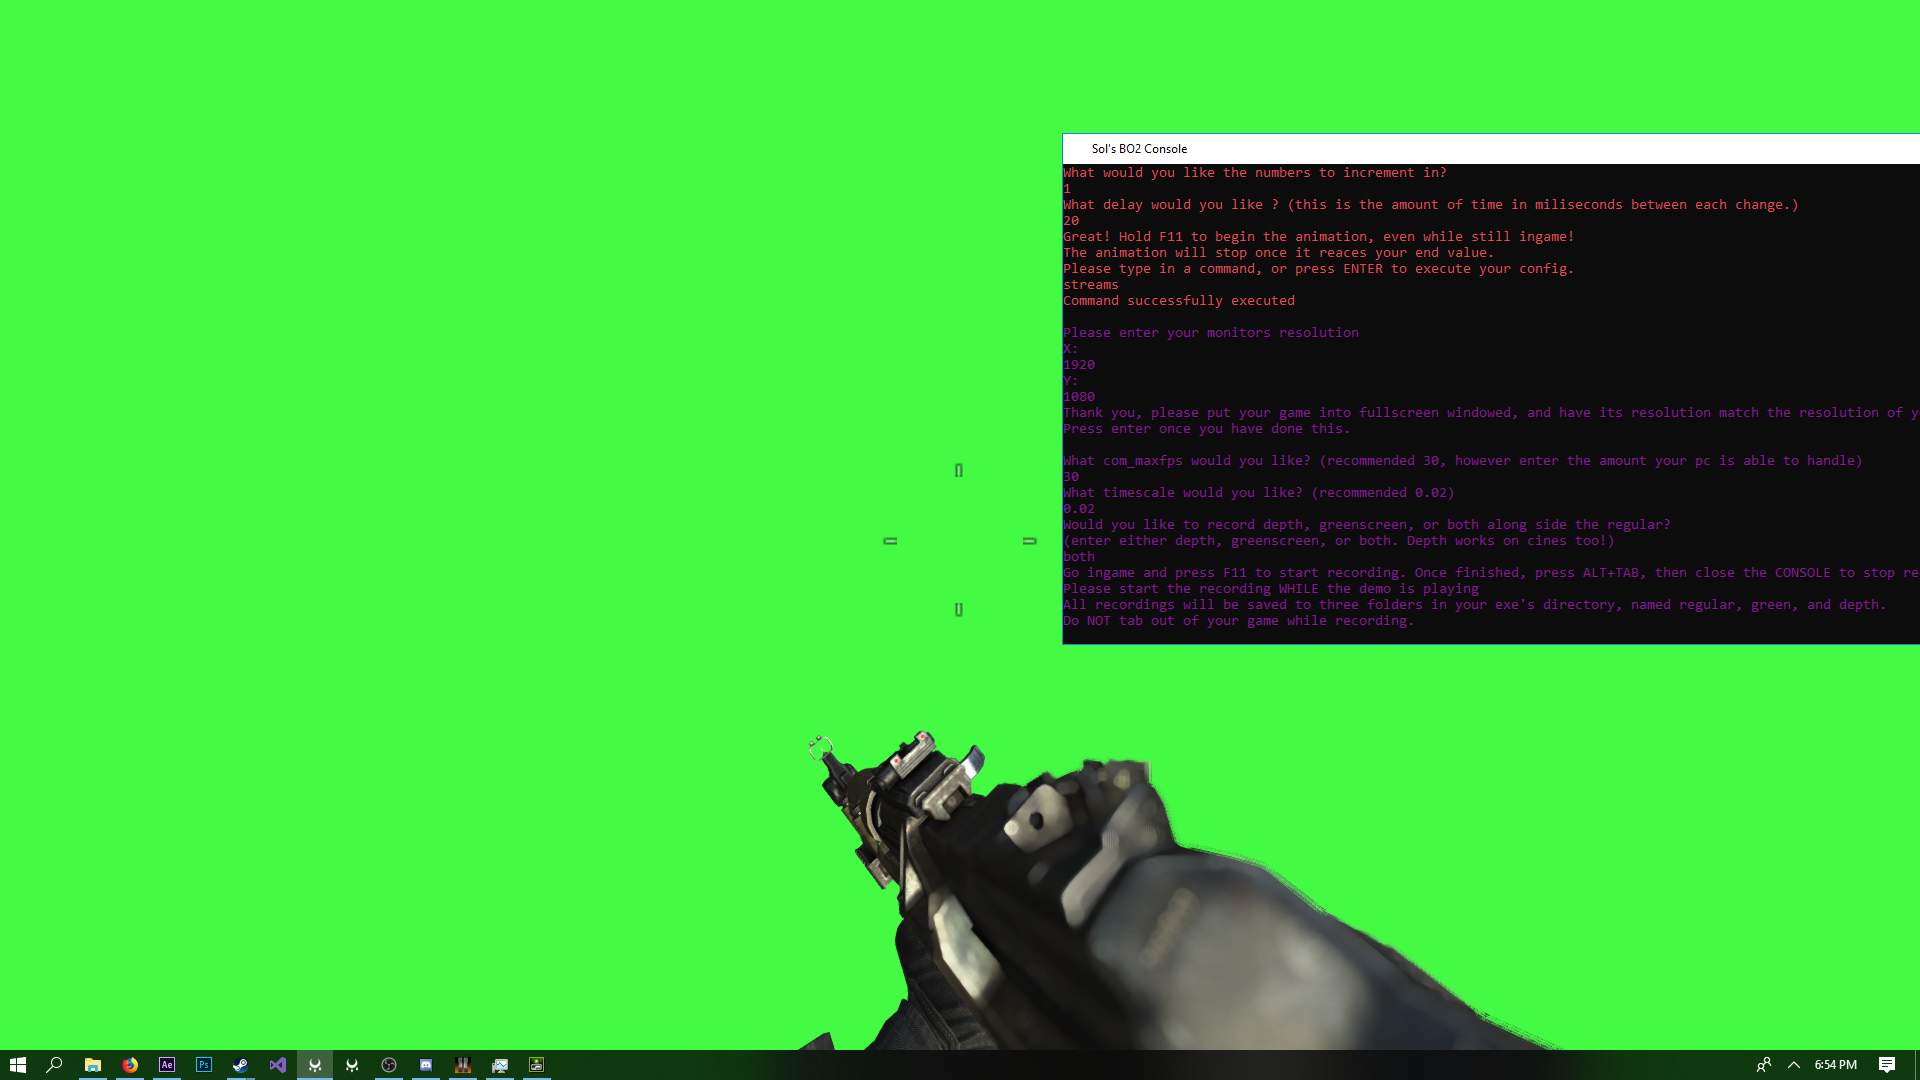 Sol's BO2 Console
What would you like the numbers to increment in?
1
What delay would you like ? (this is the amount of time in miliseconds between each change.)
20
Great! Hold F11 to begin the animation, even while still ingame!
The animation will stop once it reaces your end value.
Please type in a command, or press ENTER to execute your config.
streams
Command successfully executed
Please enter your monitors resolution
X:
1920
Y:
1080
Thank you, please put your game into fullscreen windowed, and have its resolution match the resolution of
Press enter once you have done this.
What com_maxfps would you like? (recommended 30, however enter the amount your pc is able to handle)
30
What timescale would you like? (recommended 0.02)
0.02
Would you like to record depth, greenscreen, or both along side the regular?
(enter either depth, greenscreen, or both. Depth works on cines too!)
both
Go ingame and press F11 to start recording. Once finished, press ALT+TAB, then close the CONSOLE to stop
Please start the recording WHILE the demo is playing
All recordings will be saved to three folders in your exe's directory, named regular, green, and depth.
Do NOT tab out of your game while recording.
Ae
Ps
6:54 PM